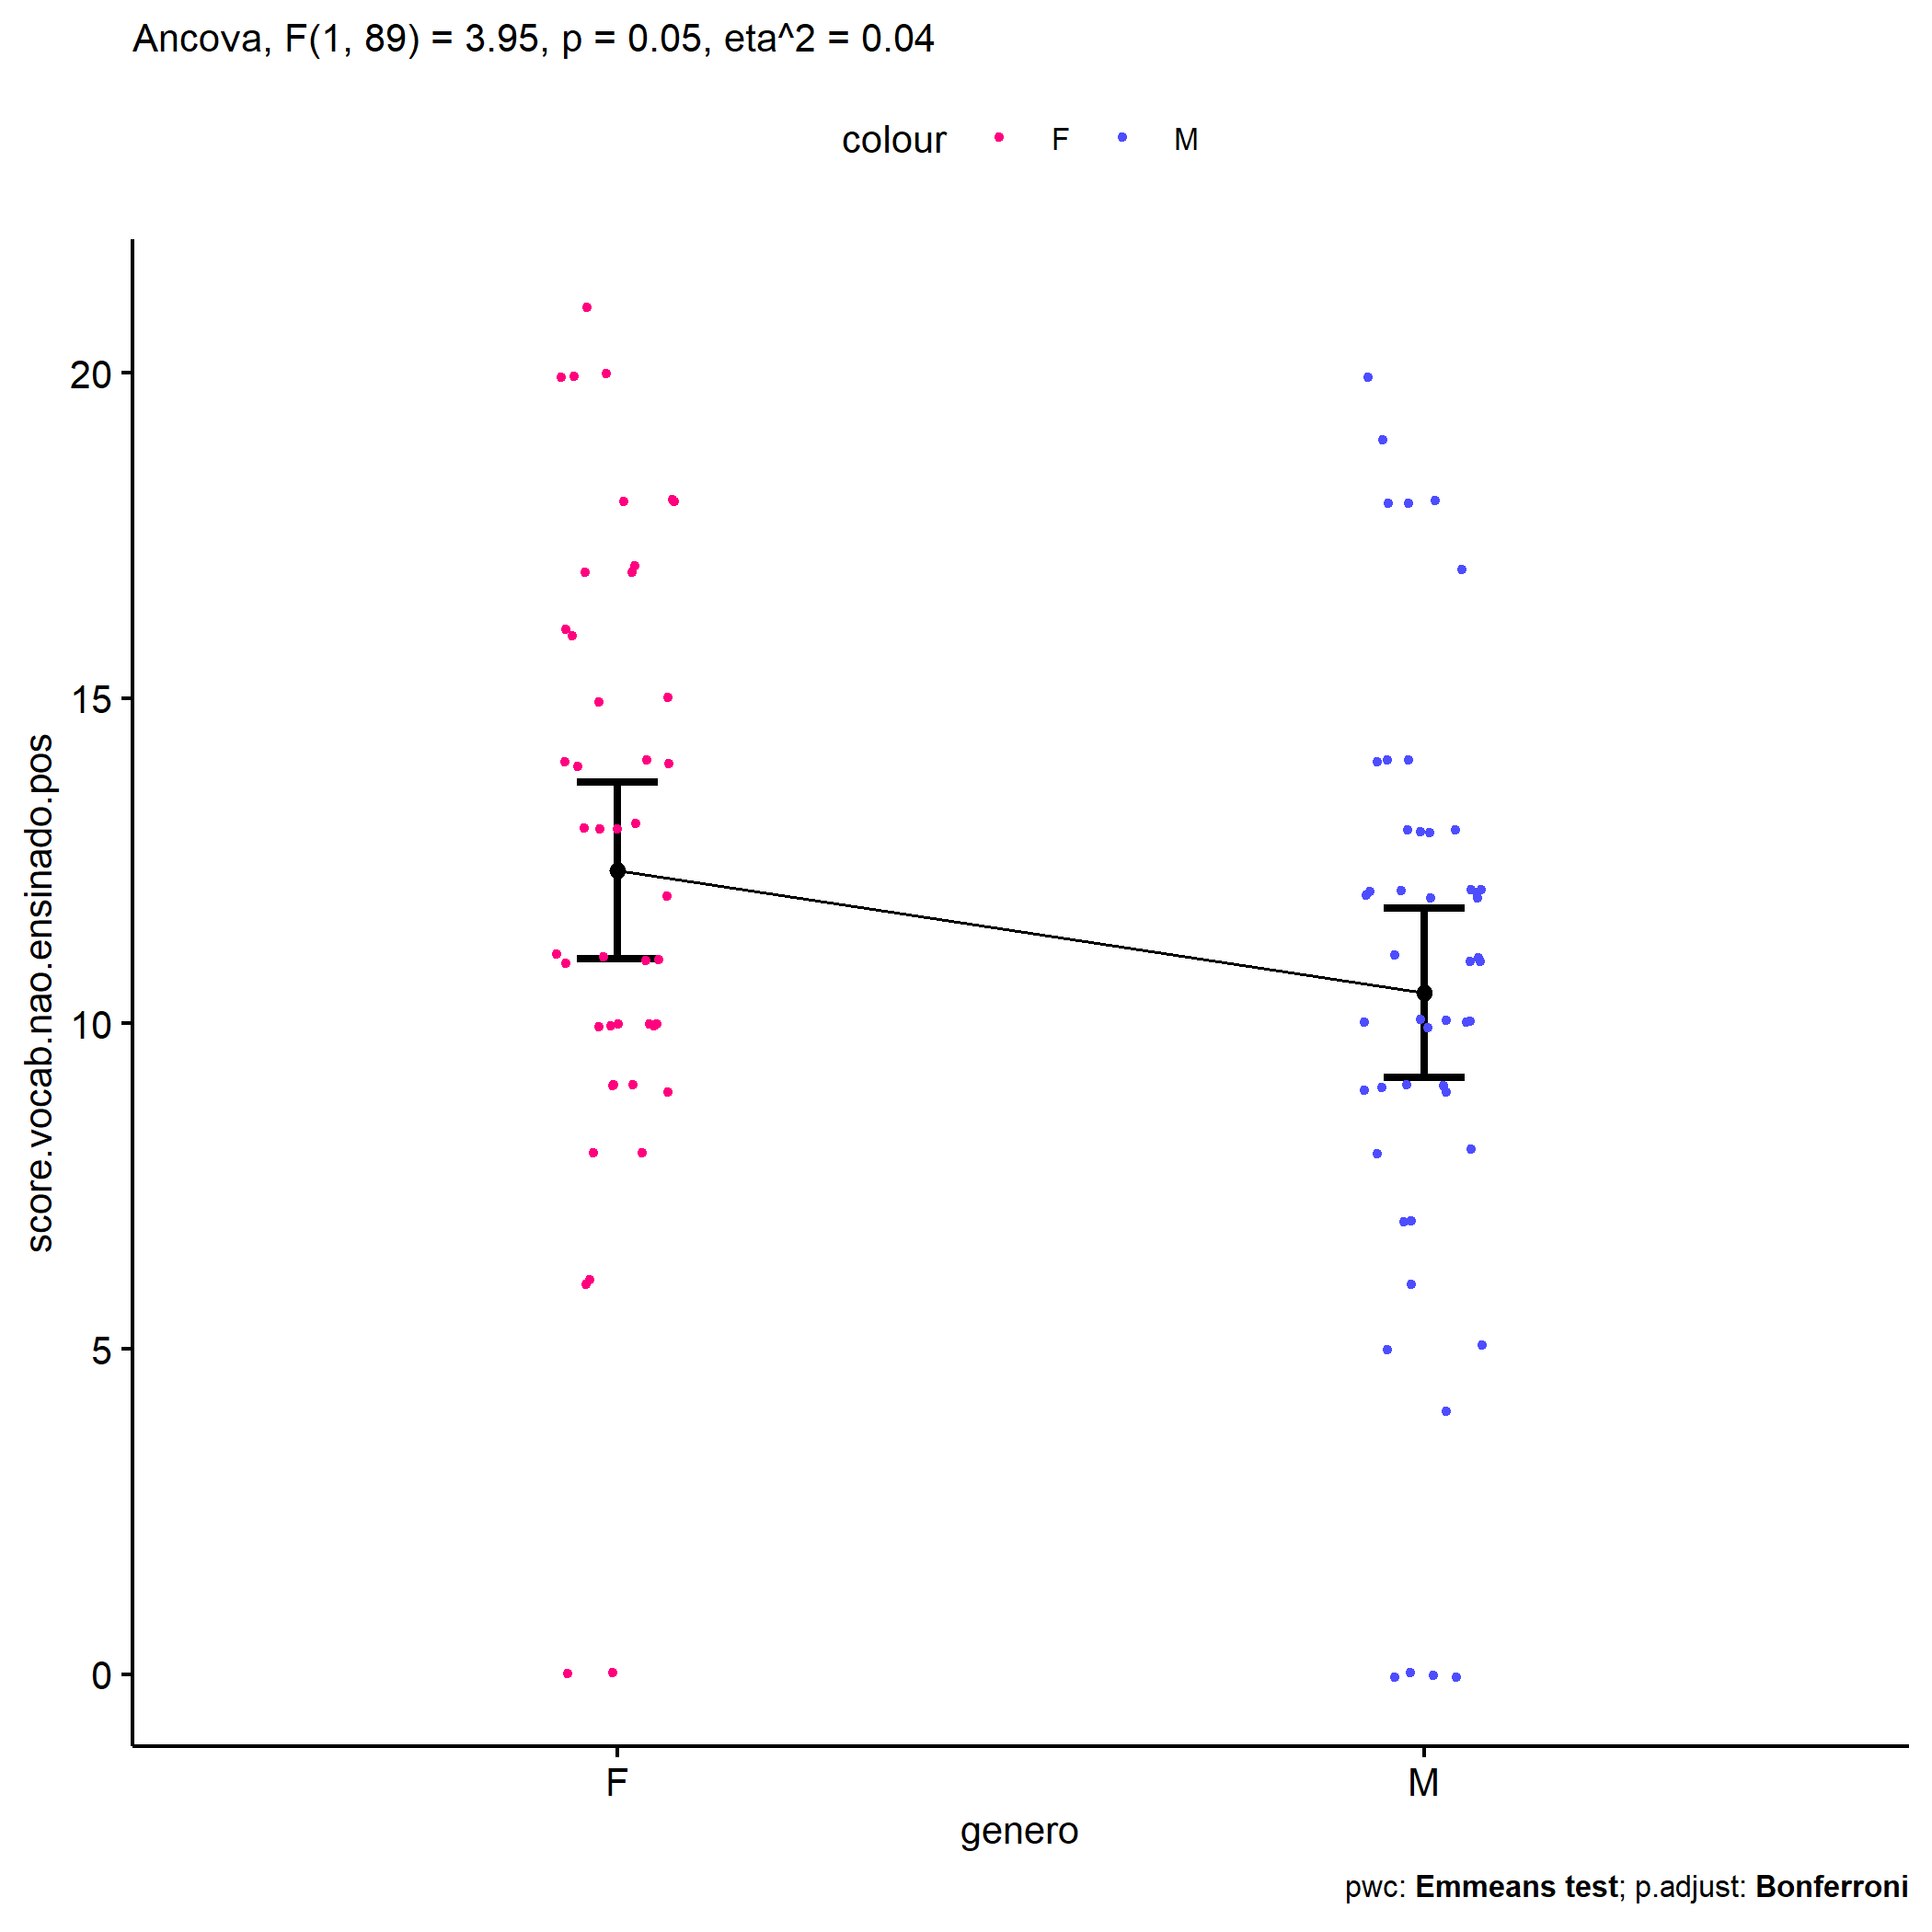 Ancova, F(1, 89) = 3.95, p = 0.05, eta^2 = 0.04
colour F M
score.vocab.nao.ensinado.pos
20
15
10
5
0
F M
genero
pwc: Emmeans test; p.adjust: Bonferroni